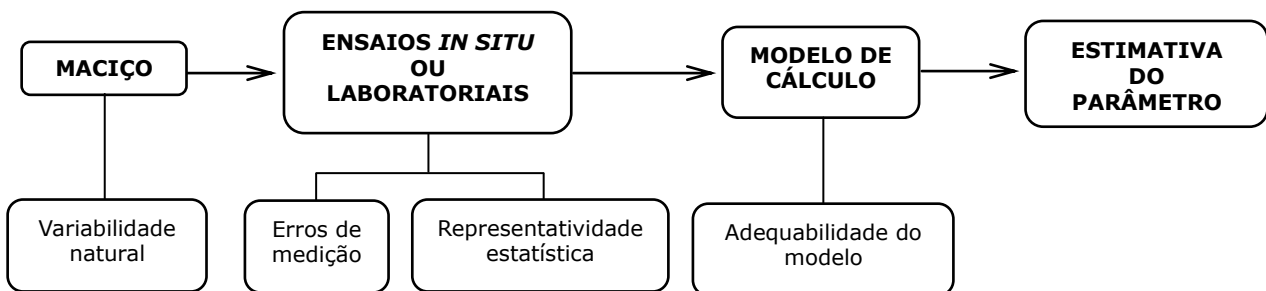 MACIÇO
ENSAIOS IN SITU
OU
LABORATORIAIS
MODELO DE
CÁLCULO
ESTIMATIVA
DO
PARÂMETRO
Variabilidade
natural
Erros de
medição
Representatividade
estatística
Adequabilidade do
modelo